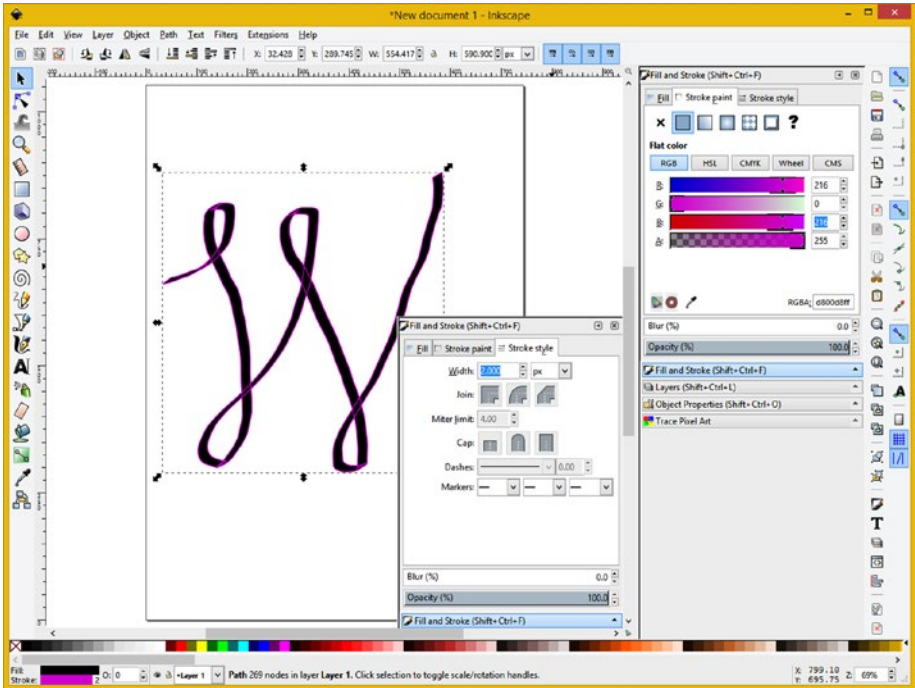 *New document 1 - Inkscape
File Edit View Layer Object Path Text Filters Extensions Help
X: 32.428 Y: 289.745 W: 554.417 H: 590.900 px
Fill and Stroke (Shift+Ctrl+F)
Fill Stroke paint Stroke style
?
Flat color
RGB HSL CMYK Wheel CMS
R: 216
G: 0
B: 216
A: 255
RGBA: d800d8ff
Blur (%) 0.0
Opacity (%) 100.0
Fill and Stroke (Shift+Ctrl+F)
Layers (Shift+Ctrl+L)
Object Properties (Shift+Ctrl+O)
Trace Pixel Art
W
Fill and Stroke (Shift+Ctrl+F)
Fill Stroke paint Stroke style
Width: 2.000 px
Join:
Miter limit: 4.00
Cap:
Dashes: 0.00
Markers:
Blur (%) 0.0
Opacity (%) 100.0
Fill and Stroke (Shift+Ctrl+F)
Fill:
Stroke: 2 O: 0 •Layer 1 Path 269 nodes in layer Layer 1. Click selection to toggle scale/rotation handles.
X: 799.10
Y: 695.75 Z: 69%